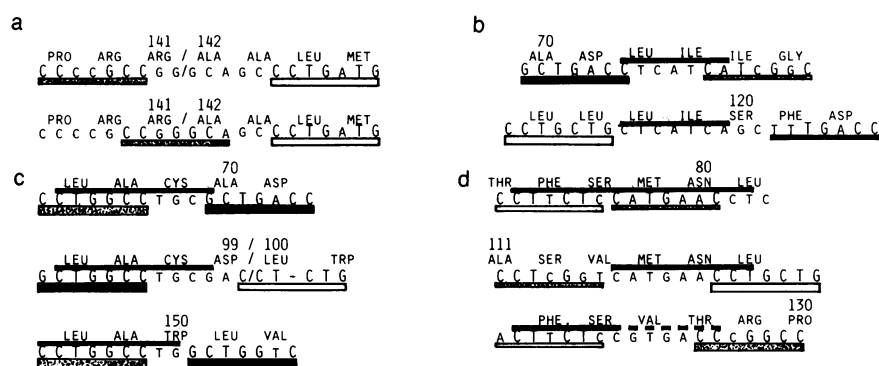 a
141 142
PRO ARG ARG / ALA ALA LEU MET
C C C C G C C G G / G C A G C C C T G A T G
141 142
PRO ARG ARG / ALA ALA LEU MET
C C C C G C C G G G C A G C C C T G A T G
b
70
ALA ASP LEU ILE ILE GLY
G C T G A C C T C A T C A T C G G C
120
LEU LEU LEU ILE SER PHE ASP
C C T G C T G C T C A T C A G C T T T G A C C
c
70
LEU ALA CYS ALA ASP
C C T G G C C T G C G C T G A C C
99 / 100
LEU ALA CYS ASP / LEU TRP
G C T G G C C T G C G A C / C T - C T G
150
LEU ALA TRP LEU VAL
C C T G G C C T G G C T G G T C
d
80
THR PHE SER MET ASN LEU
C C T T C T C C A T G A A C C T C
111
ALA SER VAL MET ASN LEU
C C T C G G T C A T G A A C C T G C T G
130
PHE SER VAL THR ARG PRO
A C T T C T C C G T G A C C C G G C C